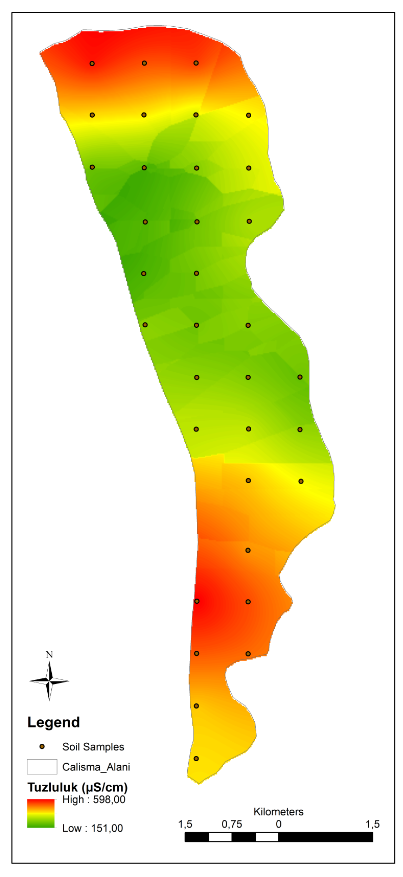 N
Legend
Soil Samples
Calisma_Alani
Tuzluluk (µS/cm)
High : 598,00
Low : 151,00
Kilometers
1,5 0,75 0 1,5